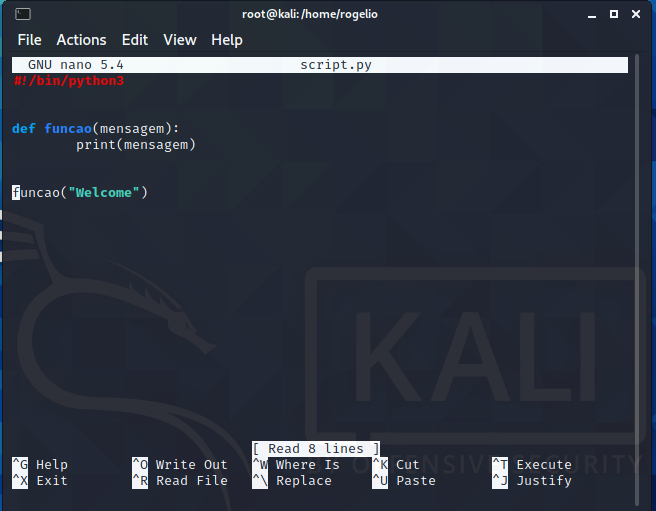 root@kali: /home/rogelio
File Actions Edit View Help
GNU nano 5.4 script.py
#!/bin/python3
def funcao(mensagem):
print(mensagem)
funcao("Welcome")
KALI
OFFENSIVE SECURITY
[ Read 8 lines ]
^G Help ^O Write Out ^W Where Is ^K Cut ^T Execute
^X Exit ^R Read File ^\ Replace ^U Paste ^J Justify